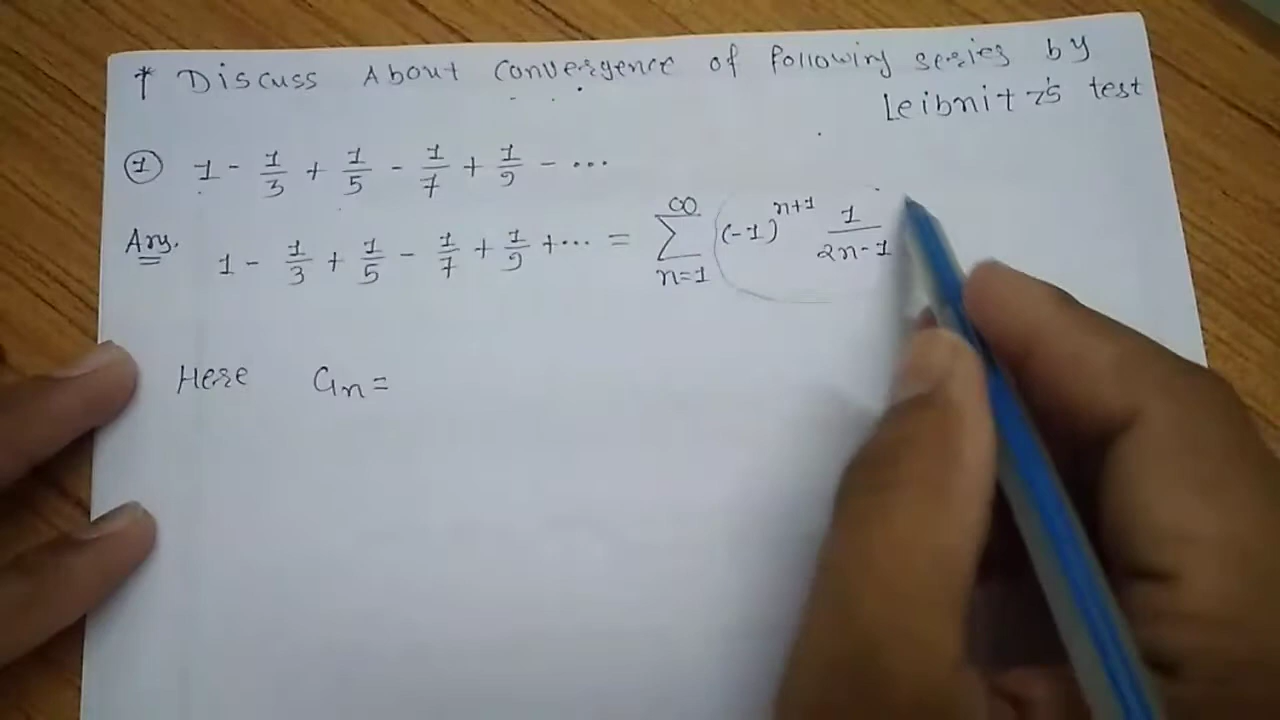 * Discuss About Convergence of following series by
Leibnitz's test
① 1 - 1/3 + 1/5 - 1/7 + 1/9 - ...
Ans. 1 - 1/3 + 1/5 - 1/7 + 1/9 + ... = ∑_{n=1}^{∞} (-1)^{n+1} 1/(2n-1)
Here an =